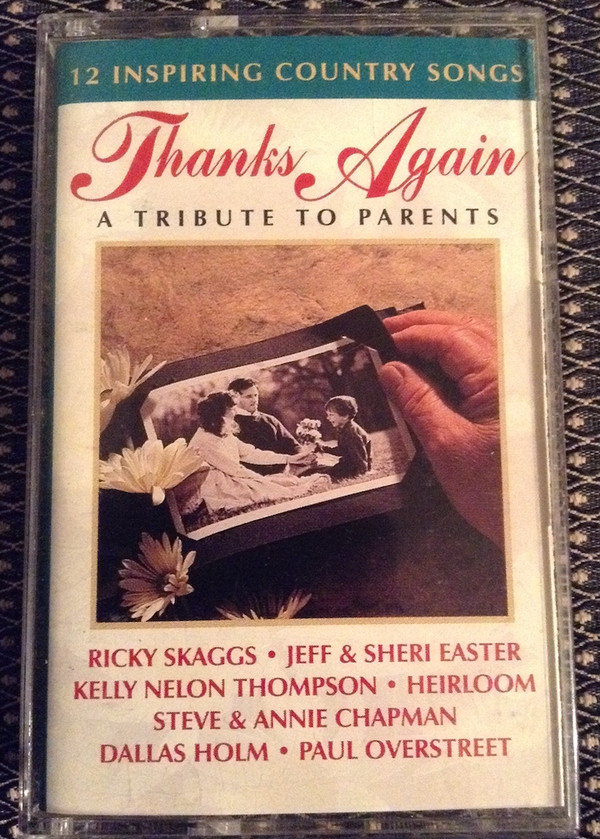 12 INSPIRING COUNTRY SONGS
Thanks Again
A TRIBUTE TO PARENTS
RICKY SKAGGS • JEFF & SHERI EASTER
KELLY NELON THOMPSON • HEIRLOOM
STEVE & ANNIE CHAPMAN
DALLAS HOLM • PAUL OVERSTREET